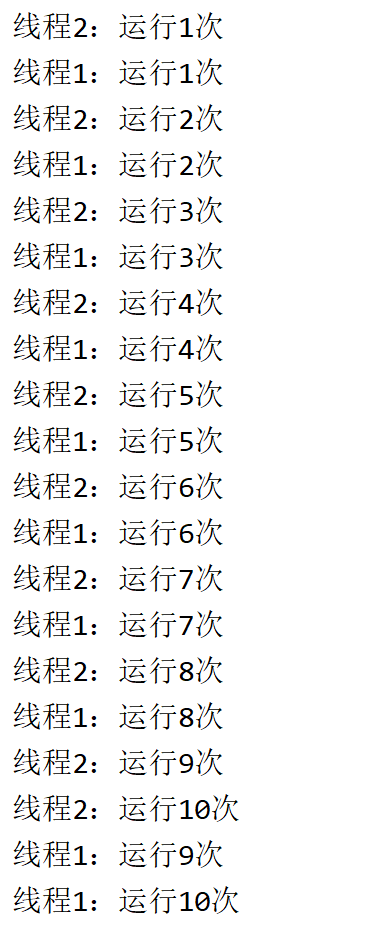 线程2: 运行1次
线程1: 运行1次
线程2: 运行2次
线程1: 运行2次
线程2: 运行3次
线程1: 运行3次
线程2: 运行4次
线程1: 运行4次
线程2: 运行5次
线程1: 运行5次
线程2: 运行6次
线程1: 运行6次
线程2: 运行7次
线程1: 运行7次
线程2: 运行8次
线程1: 运行8次
线程2: 运行9次
线程2: 运行10次
线程1: 运行9次
线程1: 运行10次